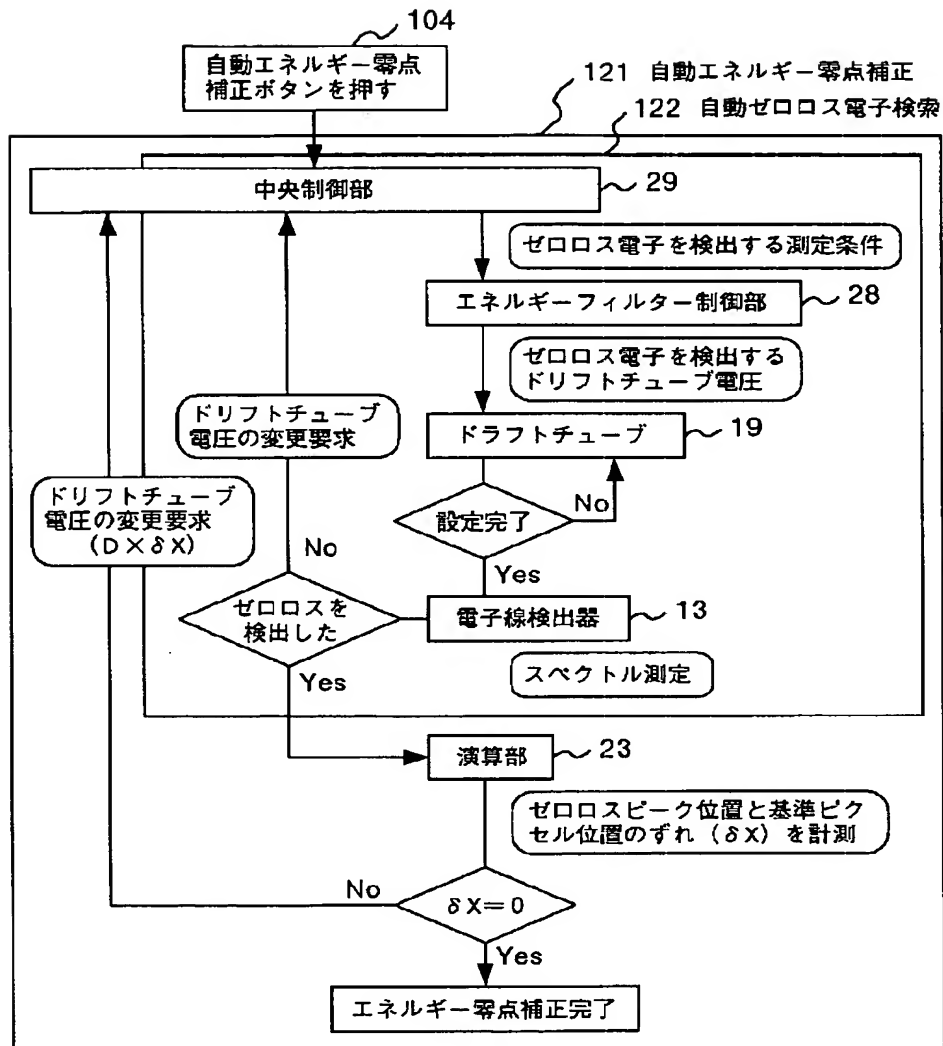 104
自動エネルギー零点
補正ボタンを押す
121 自動エネルギー零点補正
122 自動ゼロロス電子検索
中央制御部
29
ゼロロス電子を検出する測定条件
エネルギーフィルター制御部
28
ゼロロス電子を検出する
ドリフトチューブ電圧
ドリフトチューブ
電圧の変更要求
ドラフトチューブ
19
ドリフトチューブ
電圧の変更要求
(D×δX)
No
設定完了
No
Yes
ゼロロスを
検出した
電子線検出器
13
Yes
スペクトル測定
演算部
23
ゼロロスピーク位置と基準ピク
セル位置のずれ(δX)を計測
No
δX=0
Yes
エネルギー零点補正完了